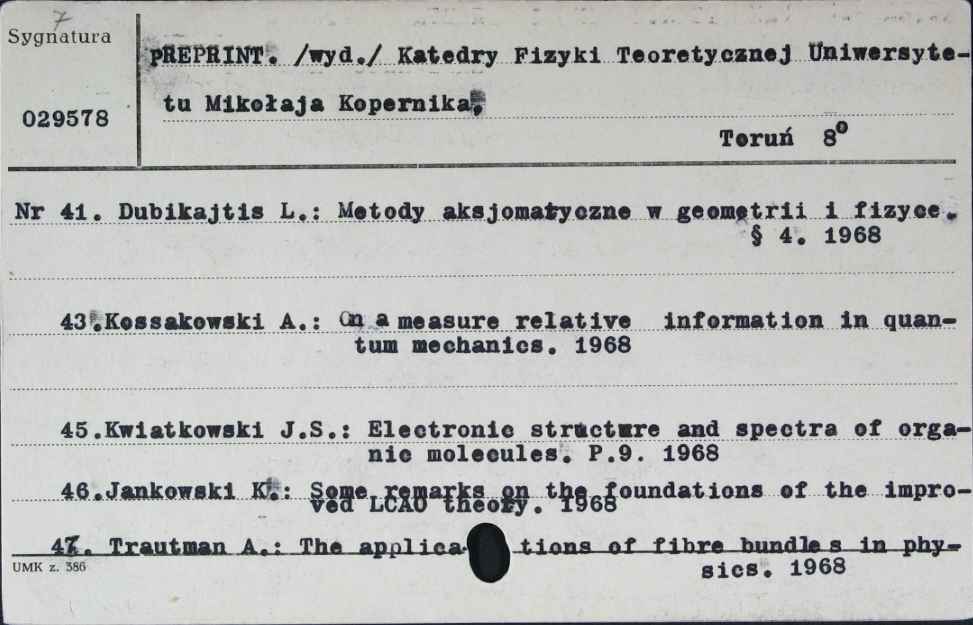 7
Sygnatura
029578
PREPRINT. /wyd./ Katedry Fizyki Teoretycznej Uniwersyte-
tu Mikołaja Kopernika,
Toruń 8°
Nr 41. Dubikajtis L.: Metody aksjomatyczne w geometrii i fizyce.
§ 4. 1968
43.Kossakowski A.: On a measure relative information in quan-
tum mechanics. 1968
45.Kwiatkowski J.S.: Electronic structure and spectra of orga-
nic molecules. P.9. 1968
46.Jankowski K.: Some remarks on the foundations of the impro-
ved LCAO theory. 1968
47. Trautman A.: The applica- tions of fibre bundles in phy-
sics. 1968
UMK z. 386